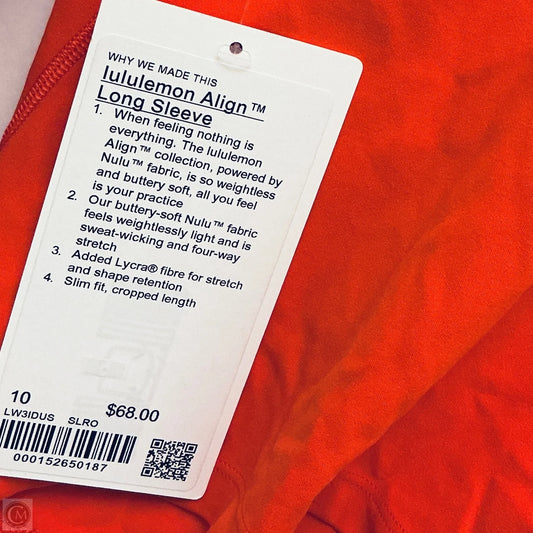 WHY WE MADE THIS
lululemon Align™
Long Sleeve
1. When feeling nothing is
everything. The lululemon
Align™ collection, powered by
Nulu™ fabric, is so weightless
and buttery soft, all you feel
is your practice
2. Our buttery-soft Nulu™ fabric
feels weightlessly light and is
sweat-wicking and four-way
stretch
3. Added Lycra® fibre for stretch
and shape retention
4. Slim fit, cropped length
10 $68.00
LW3IDUS SLRO
000152650187
CM